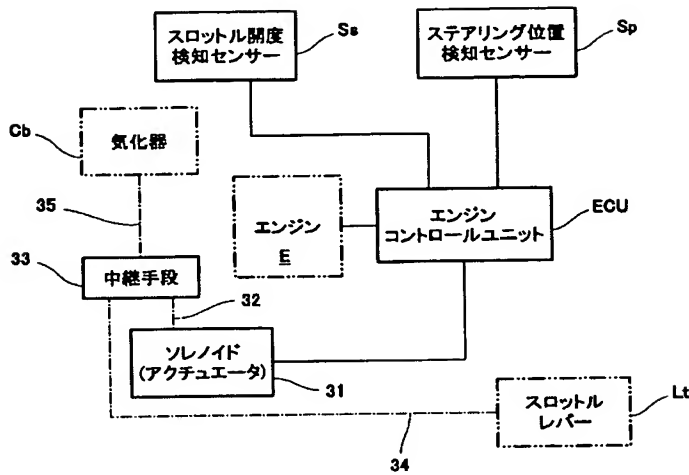 スロットル開度
検知センサー
Ss
ステアリング位置
検知センサー
Sp
Cb
気化器
35
エンジン
E
エンジン
コントロールユニット
ECU
33
中継手段
32
ソレノイド
(アクチュエータ)
31
スロットル
レバー
Lt
34